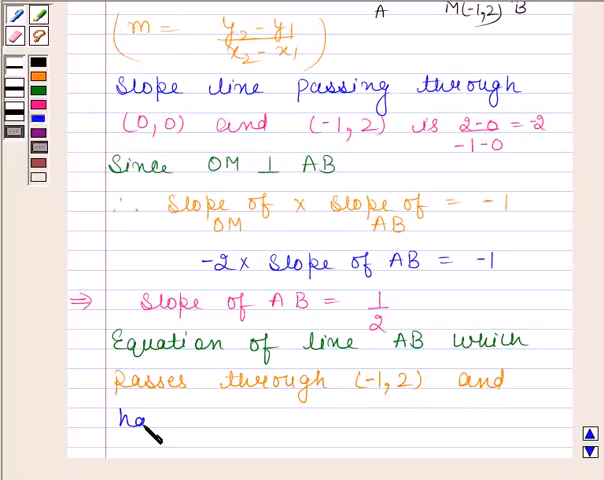 A M(-1,2) B
(m = y₂ - y₁ / x₂ - x₁)
Slope line passing through
(0,0) and (-1,2) is 2-0 / -1-0 = -2
Since OM ⊥ AB
∴ Slope of OM × Slope of AB = -1
-2 × Slope of AB = -1
⇒ Slope of AB = 1/2
Equation of line AB which
passes through (-1,2) and
ha